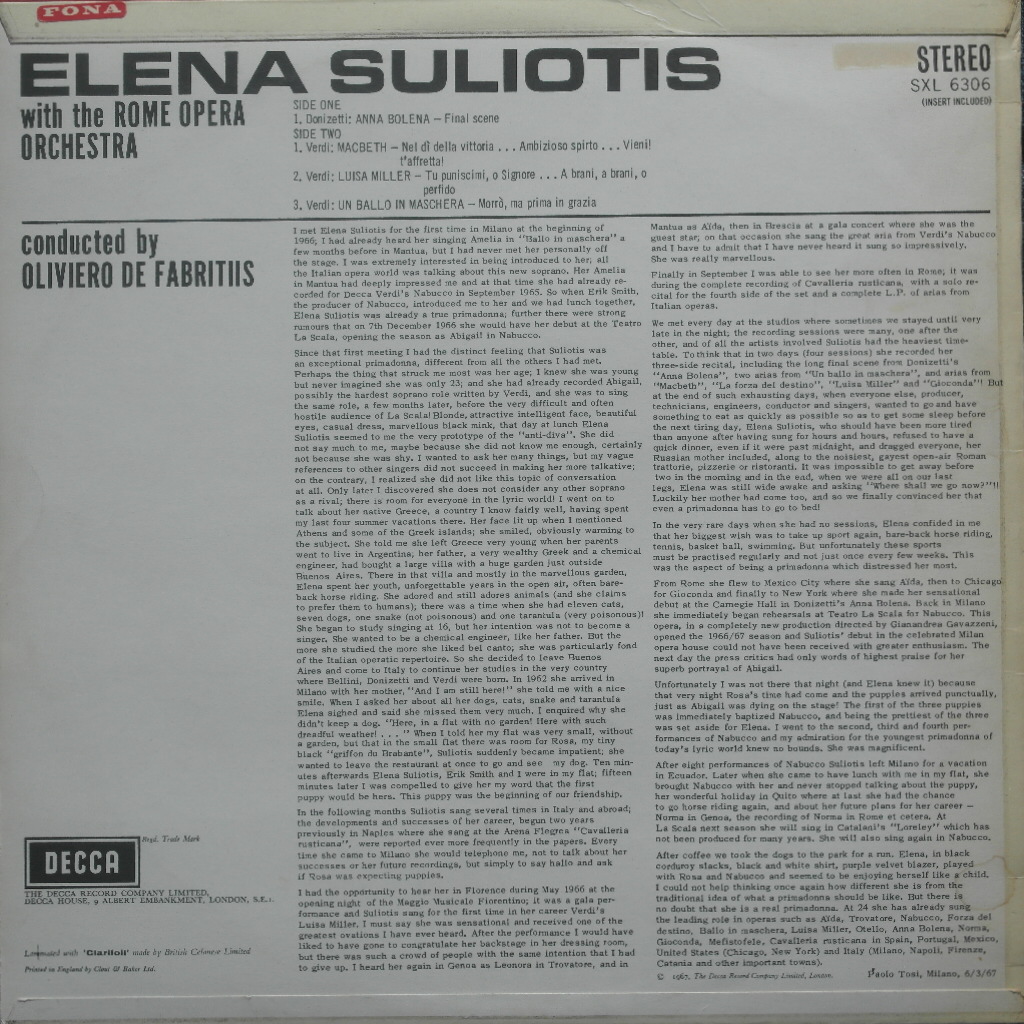 FONA
ELENA SULIOTIS
with the ROME OPERA
ORCHESTRA
STEREO
SXL 6306
(INSERT INCLUDED)
SIDE ONE
1. Donizetti: ANNA BOLENA – Final scene
SIDE TWO
1. Verdi: MACBETH – Nel dì della vittoria . . . Ambizioso spirto . . . Vieni!
t'affretta!
2. Verdi: LUISA MILLER – Tu puniscimi, o Signore . . . A brani, a brani, o
perfido
3. Verdi: UN BALLO IN MASCHERA – Morrò, ma prima in grazia
conducted by
OLIVIERO DE FABRITIIS
I met Elena Suliotis for the first time in Milano at the beginning of
1966; I had already heard her singing Amelia in "Ballo in maschera" a
few months before in Mantua, but I had never met her personally off
the stage. I was extremely interested in being introduced to her; all
the Italian opera world was talking about this new soprano. Her Amelia
in Mantua had deeply impressed me and at that time she had already re-
corded for Decca Verdi's Nabucco in September 1965. So when Erik Smith,
the producer of Nabucco, introduced me to her and we had lunch together,
Elena Suliotis was already a true primadonna; further there were strong
rumours that on 7th December 1966 she would have her debut at the Teatro
La Scala, opening the season as Abigail in Nabucco.
Since that first meeting I had the distinct feeling that Suliotis was
an exceptional primadonna, different from all the others I had met.
Perhaps the thing that struck me most was her age; I knew she was young
but never imagined she was only 23; and she had already recorded Abigail,
possibly the hardest soprano role written by Verdi, and she was to sing
the same role, a few months later, before the very difficult and often
hostile audience of La Scala! Blonde, attractive intelligent face, beautiful
eyes, casual dress, marvellous black mink, that day at lunch Elena
Suliotis seemed to me the very prototype of the "anti-diva". She did
not say much to me, maybe because she did not know me enough, certainly
not because she was shy. I wanted to ask her many things, but my vague
references to other singers did not succeed in making her more talkative;
on the contrary, I realized she did not like this topic of conversation
at all. Only later I discovered she does not consider any other soprano
as a rival; there is room for everyone in the lyric world! I went on to
talk about her native Greece, a country I know fairly well, having spent
my last four summer vacations there. Her face lit up when I mentioned
Athens and some of the Greek islands; she smiled, obviously warming to
the subject. She told me she left Greece very young when her parents
went to live in Argentina; her father, a very wealthy Greek and a chemical
engineer, had bought a large villa with a huge garden just outside
Buenos Aires. There in that villa and mostly in the marvellous garden,
Elena spent her youth, unforgettable years in the open air, often bare-
back horse riding. She adored and still adores animals (and she claims
to prefer them to humans); there was a time when she had eleven cats,
seven dogs, one snake (not poisonous) and one tarantula (very poisonous)!
She began to study singing at 16, but her intention was not to become a
singer. She wanted to be a chemical engineer, like her father. But the
more she studied the more she liked bel canto; she was particularly fond
of the Italian operatic repertoire. So she decided to leave Buenos
Aires and come to Italy to continue her studies in the very country
where Bellini, Donizetti and Verdi were born. In 1962 she arrived in
Milano with her mother, "And I am still here!" she told me with a nice
smile. When I asked her about all her dogs, cats, snake and tarantula
Elena sighed and said she missed them very much. I enquired why she
didn't keep a dog. "Here, in a flat with no garden! Here with such
dreadful weather! . . . " When I told her my flat was very small, without
a garden, but that in the small flat there was room for Rosa, my tiny
black "griffon du Brabante", Suliotis suddenly became impatient; she
wanted to leave the restaurant at once to go and see my dog. Ten min-
utes afterwards Elena Suliotis, Erik Smith and I were in my flat; fifteen
minutes later I was compelled to give her my word that the first
puppy would be hers. This puppy was the beginning of our friendship.
In the following months Suliotis sang several times in Italy and abroad;
the developments and successes of her career, begun two years
previously in Naples where she sang at the Arena Flegrea "Cavalleria
rusticana", were reported ever more frequently in the papers. Every
time she came to Milano she would telephone me, not to talk about her
successes or her future recordings, but simply to say hallo and ask
if Rosa was expecting puppies.
I had the opportunity to hear her in Florence during May 1966 at the
opening night of the Maggio Musicale Fiorentino; it was a gala per-
formance and Suliotis sang for the first time in her career Verdi's
Luisa Miller. I must say she was sensational and received one of the
greatest ovations I have ever heard. After the performance I would have
liked to have gone to congratulate her backstage in her dressing room,
but there was such a crowd of people with the same intention that I had
to give up. I heard her again in Genoa as Leonora in Trovatore, and in
Mantua as Aïda, then in Brescia at a gala concert where she was the
guest star; on that occasion she sang the great aria from Verdi's Nabucco
and I have to admit that I have never heard it sung so impressively.
She was really marvellous.
Finally in September I was able to see her more often in Rome; it was
during the complete recording of Cavalleria rusticana, with a solo re-
cital for the fourth side of the set and a complete L.P. of arias from
Italian operas.
We met every day at the studios where sometimes we stayed until very
late in the night; the recording sessions were many, one after the
other, and of all the artists involved Suliotis had the heaviest time-
table. To think that in two days (four sessions) she recorded her
three-side recital, including the long final scene from Donizetti's
"Anna Bolena", two arias from "Un ballo in maschera", and arias from
"Macbeth", "La forza del destino", "Luisa Miller" and "Gioconda"! But
at the end of such exhausting days, when everyone else, producer,
technicians, engineers, conductor and singers, wanted to go and have
something to eat as quickly as possible so as to get some sleep before
the next tiring day, Elena Suliotis, who should have been more tired
than anyone after having sung for hours and hours, refused to have a
quick dinner, even if it were past midnight, and dragged everyone, her
Russian mother included, along to the noisiest, gayest open-air Roman
trattorie, pizzerie or ristoranti. It was impossible to get away before
two in the morning and in the end, when we were all on our last
legs, Elena was still wide awake and asking "Where shall we go now?"!!
Luckily her mother had come too, and so we finally convinced her that
even a primadonna has to go to bed!
In the very rare days when she had no sessions, Elena confided in me
that her biggest wish was to take up sport again, bare-back horse riding,
tennis, basket ball, swimming. But unfortunately these sports
must be practised regularly and not just once every few weeks. This
was the aspect of being a primadonna which distressed her most.
From Rome she flew to Mexico City where she sang Aïda, then to Chicago
for Gioconda and finally to New York where she made her sensational
debut at the Carnegie Hall in Donizetti's Anna Bolena. Back in Milano
she immediately began rehearsals at Teatro La Scala for Nabucco. This
opera, in a completely new production directed by Gianandrea Gavazzeni,
opened the 1966/67 season and Suliotis' debut in the celebrated Milan
opera house could not have been received with greater enthusiasm. The
next day the press critics had only words of highest praise for her
superb portrayal of Abigail.
Unfortunately I was not there that night (and Elena knew it) because
that very night Rosa's time had come and the puppies arrived punctually,
just as Abigail was dying on the stage! The first of the three puppies
was immediately baptized Nabucco, and being the prettiest of the three
was set aside for Elena. I went to the second, third and fourth per-
formances of Nabucco and my admiration for the youngest primadonna of
today's lyric world knew no bounds. She was magnificent.
After eight performances of Nabucco Suliotis left Milano for a vacation
in Ecuador. Later when she came to have lunch with me in my flat, she
brought Nabucco with her and never stopped talking about the puppy,
her wonderful holiday in Quito where at last she had the chance
to go horse riding again, and about her future plans for her career –
Norma in Genoa, the recording of Norma in Rome et cetera. At
La Scala next season she will sing in Catalani's "Loreley" which has
not been produced for many years. She will also sing again in Nabucco.
After coffee we took the dogs to the park for a run. Elena, in black
corduroy slacks, black and white shirt, purple velvet blazer, played
with Rosa and Nabucco and seemed to be enjoying herself like a child.
I could not help thinking once again how different she is from the
traditional idea of what a primadonna should be like. But there is
no doubt that she is a real primadonna. At 24 she has already sung
the leading role in operas such as Aïda, Trovatore, Nabucco, Forza del
destino, Ballo in maschera, Luisa Miller, Otello, Anna Bolena, Norma,
Gioconda, Mefistofele, Cavalleria rusticana in Spain, Portugal, Mexico,
United States (Chicago, New York) and Italy (Milano, Napoli, Firenze,
Catania and other important towns).
© 1967, The Decca Record Company Limited, London.
Paolo Tosi, Milano, 6/3/67
DECCA
Regd. Trade Mark
THE DECCA RECORD COMPANY LIMITED,
DECCA HOUSE, 9 ALBERT EMBANKMENT, LONDON, S.E.1.
Laminated with 'Clarifoil' made by British Celanese Limited
Printed in England by Clout & Baker Ltd.